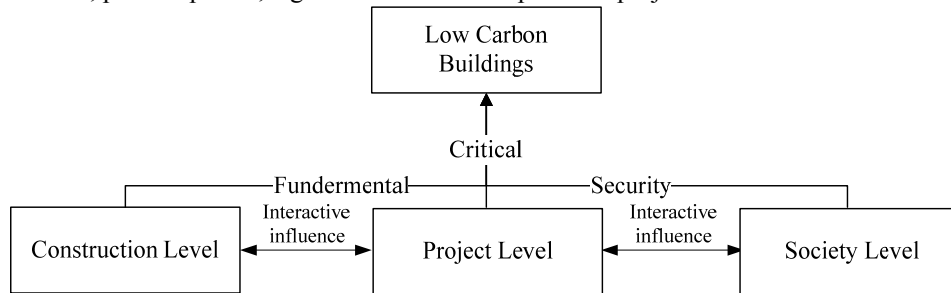 Low Carbon
Buildings
Critical
Fundermental
Security
Interactive
influence
Interactive
influence
Construction Level
Project Level
Society Level